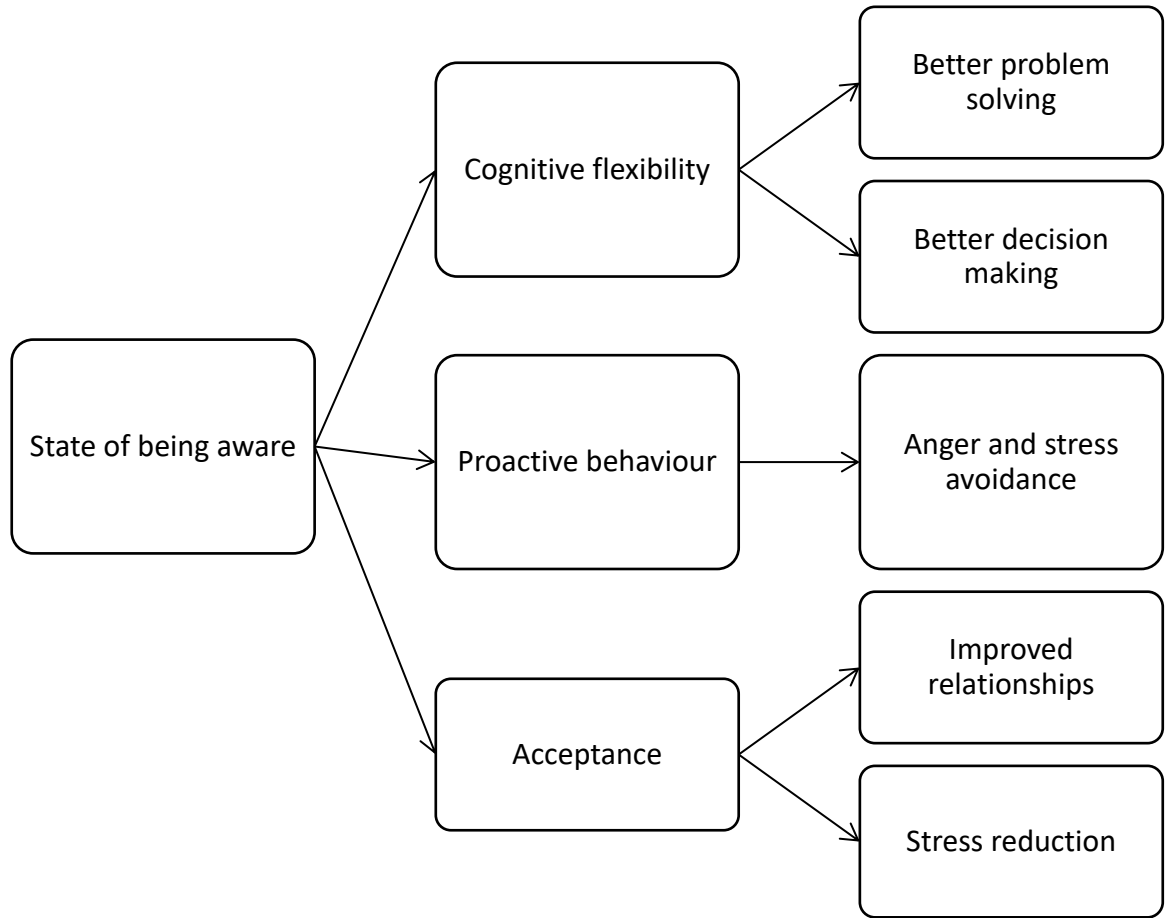 State of being aware
Cognitive flexibility
Better problem
solving
Better decision
making
Proactive behaviour
Anger and stress
avoidance
Acceptance
Improved
relationships
Stress reduction